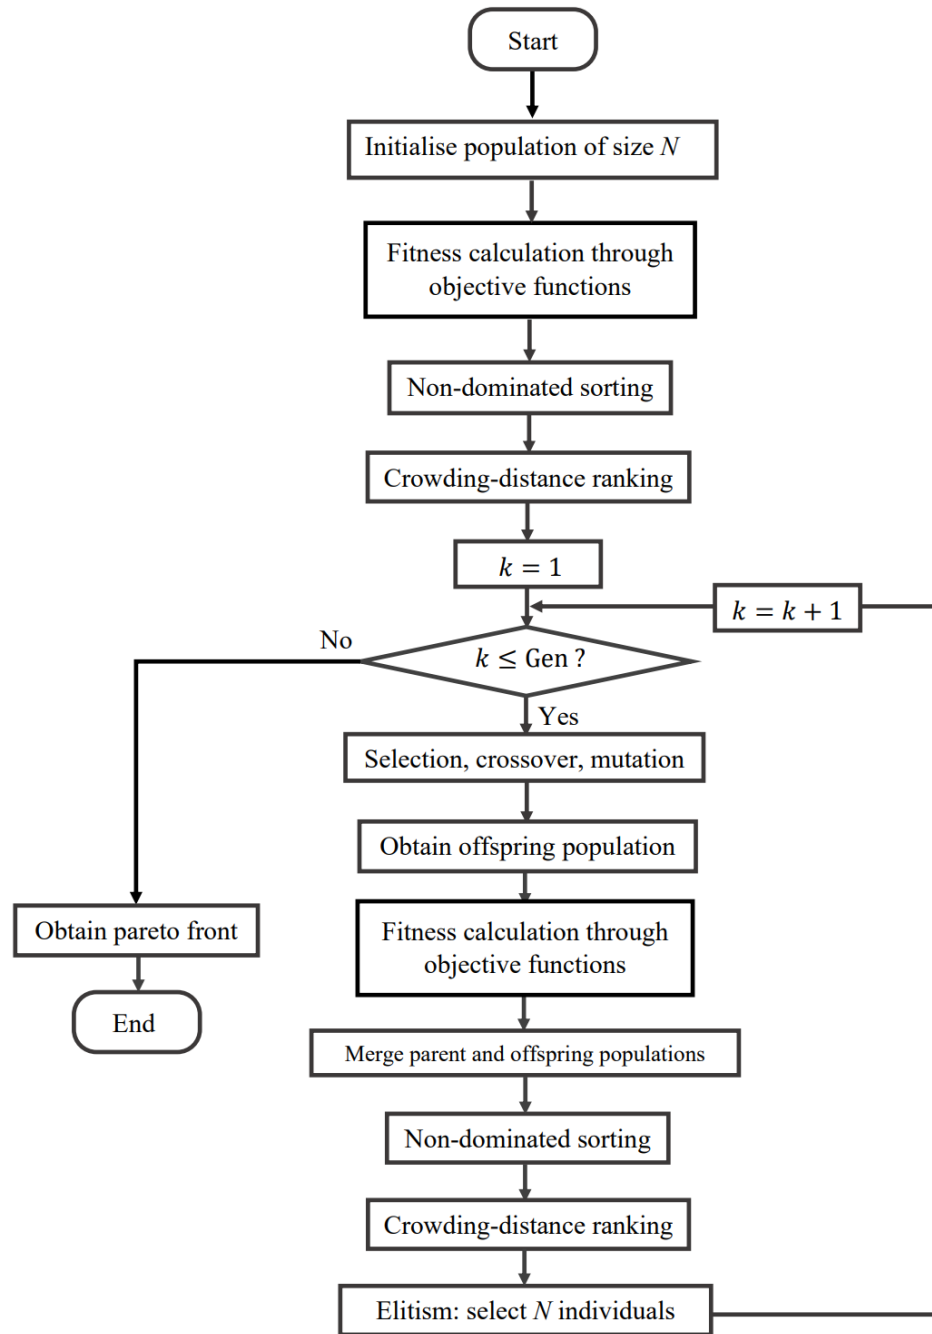 Start
Initialise population of size N
Fitness calculation through
objective functions
Non-dominated sorting
Crowding-distance ranking
k = 1
k = k + 1
No
k ≤ Gen ?
Yes
Selection, crossover, mutation
Obtain offspring population
Obtain pareto front
Fitness calculation through
objective functions
End
Merge parent and offspring populations
Non-dominated sorting
Crowding-distance ranking
Elitism: select N individuals